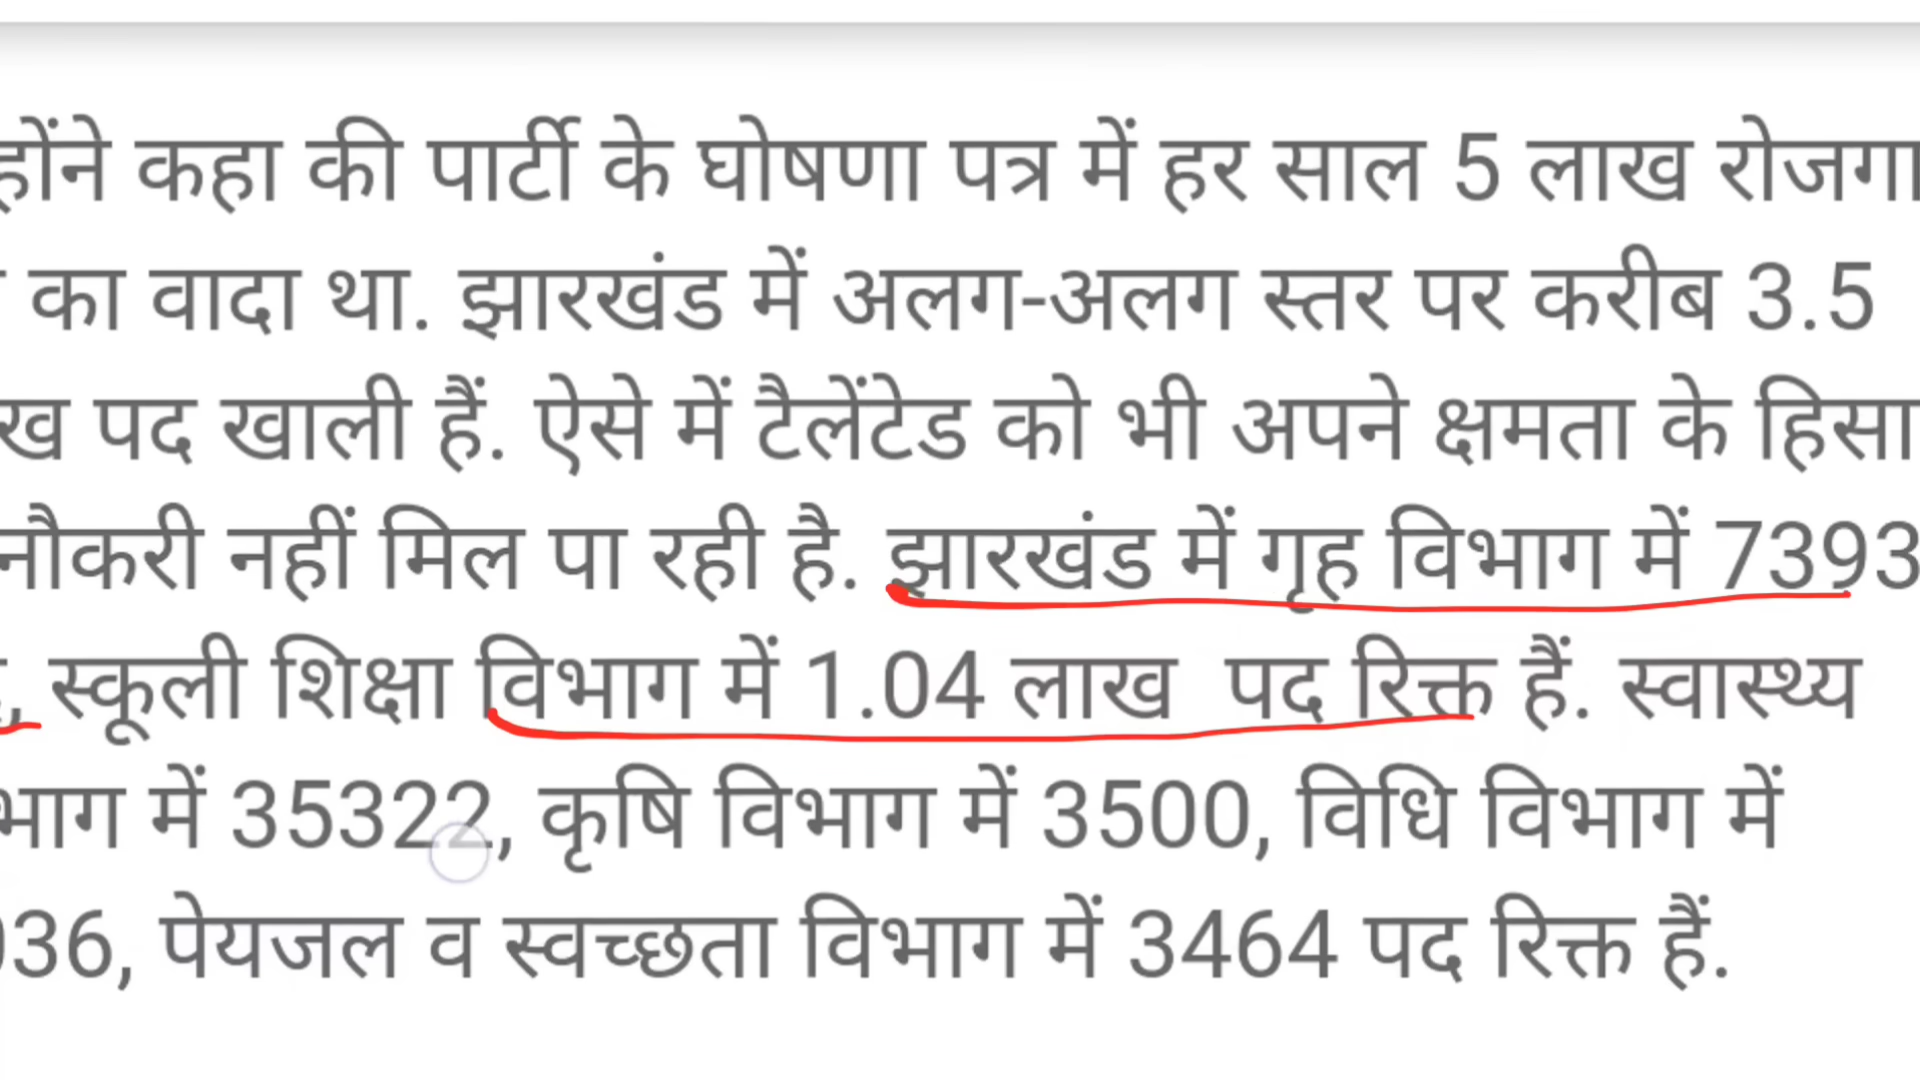 होंने कहा की पार्टी के घोषणा पत्र में हर साल 5 लाख रोजगा
का वादा था. झारखंड में अलग-अलग स्तर पर करीब 3.5
ख पद खाली हैं. ऐसे में टैलेंटेड को भी अपने क्षमता के हिसा
नौकरी नहीं मिल पा रही है. झारखंड में गृह विभाग में 7393
, स्कूली शिक्षा विभाग में 1.04 लाख पद रिक्त हैं. स्वास्थ्य
भाग में 35322, कृषि विभाग में 3500, विधि विभाग में
036, पेयजल व स्वच्छता विभाग में 3464 पद रिक्त हैं.